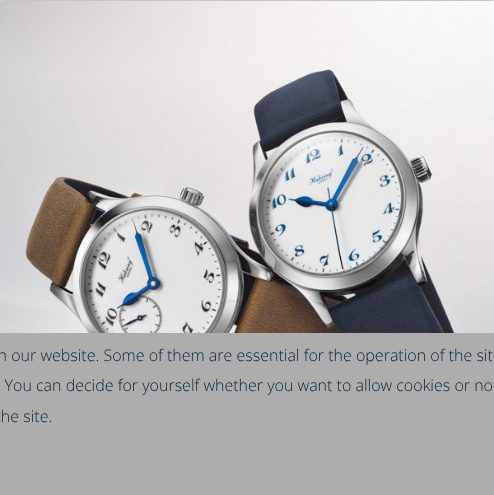 n our website. Some of them are essential for the operation of the sit
You can decide for yourself whether you want to allow cookies or no
he site.